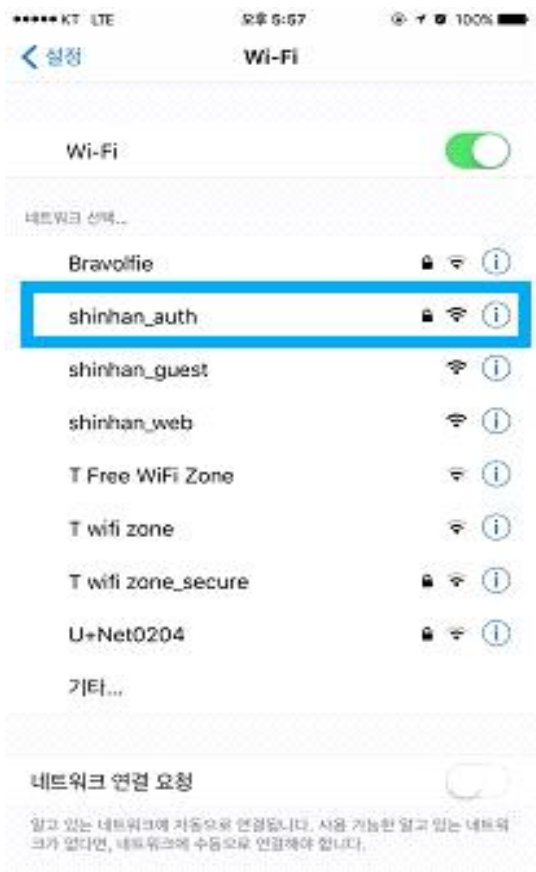 KT LTE 오후 5:57 100%
설정 Wi-Fi
Wi-Fi
네트워크 선택...
Bravolfie
shinhan_auth
shinhan_guest
shinhan_web
T Free WiFi Zone
T wifi zone
T wifi zone_secure
U+Net0204
기타...
네트워크 연결 요청
알고 있는 네트워크에 자동으로 연결됩니다. 사용 가능한 알고 있는 네트워
크가 없다면, 네트워크에 수동으로 연결해야 합니다.